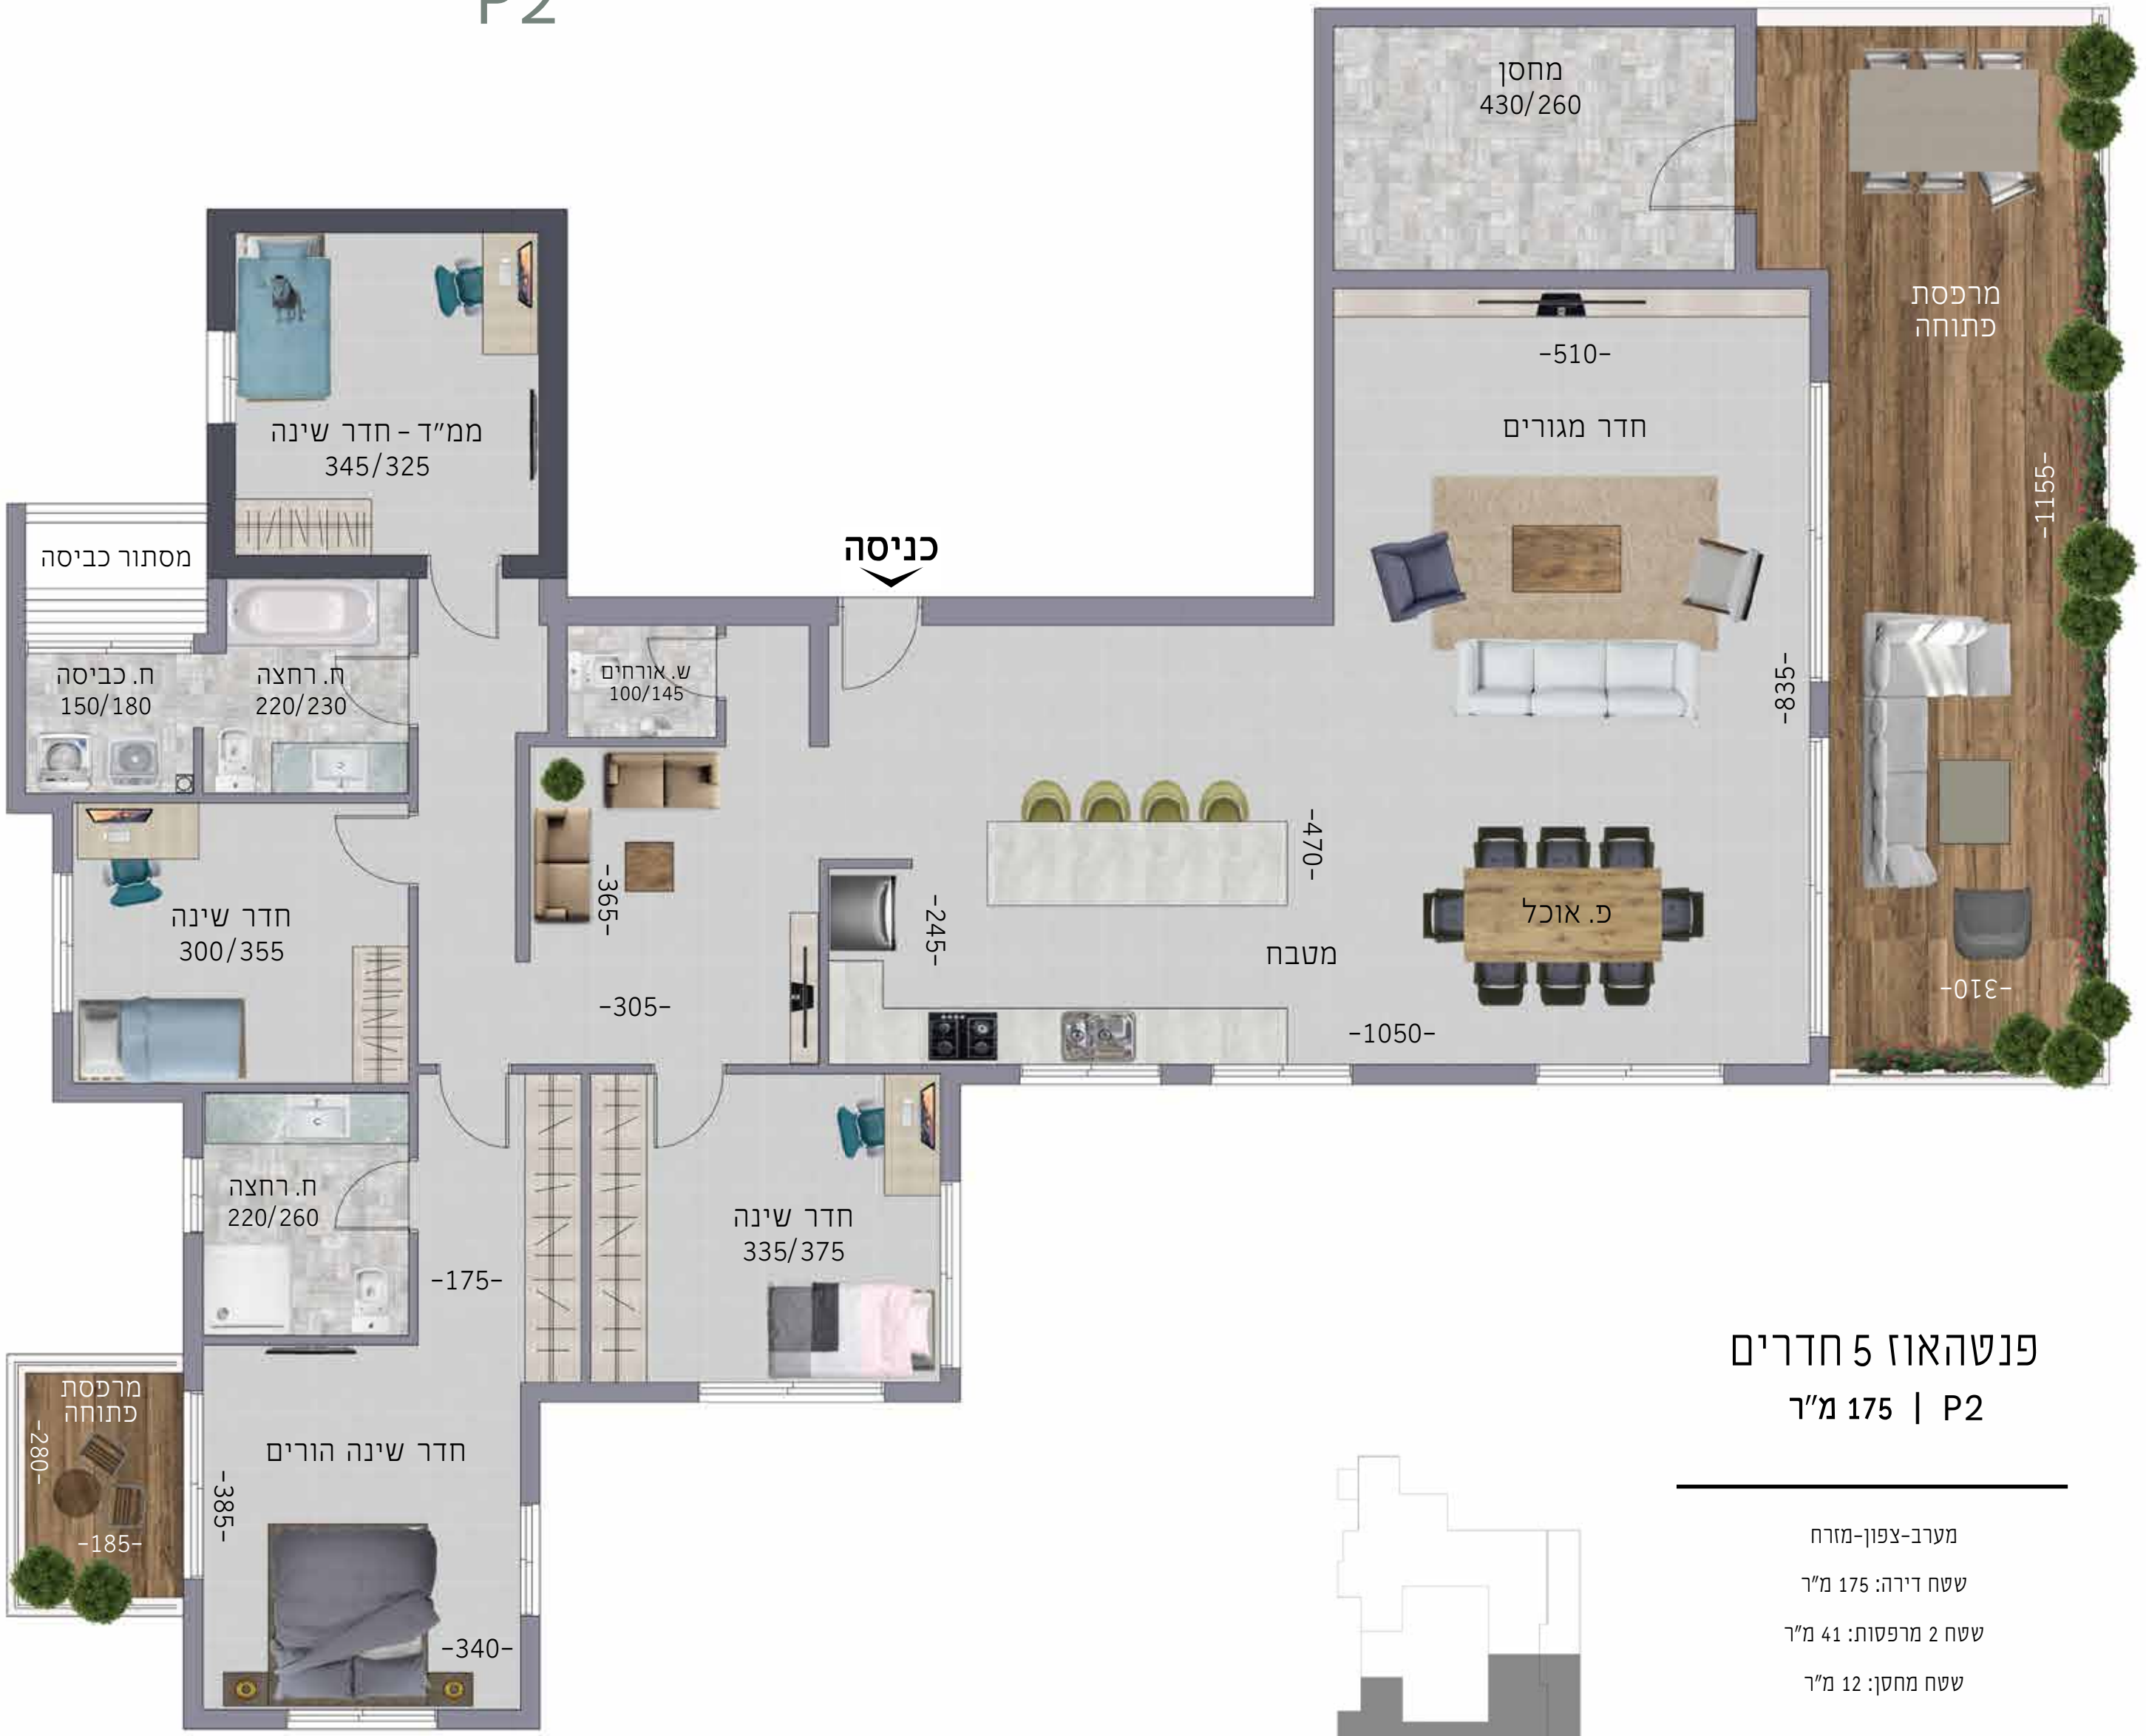 P2
מחסן
430/260
מרפסת
פתוחה
-1155-
-310-
-510-
חדר מגורים
-835-
ממ"ד - חדר שינה
345/325
מסתור כביסה
כניסה
ח. כביסה
150/180
ח. רחצה
220/230
ש. אורחים
100/145
-365-
-305-
-245-
-470-
מטבח
פ. אוכל
-1050-
חדר שינה
300/355
ח. רחצה
220/260
-175-
חדר שינה
335/375
מרפסת
פתוחה
-280-
-185-
חדר שינה הורים
-385-
-340-
פנטהאוז 5 חדרים
P2 | 175 מ"ר
מערב-צפון-מזרח
שטח דירה: 175 מ"ר
שטח 2 מרפסות: 41 מ"ר
שטח מחסן: 12 מ"ר